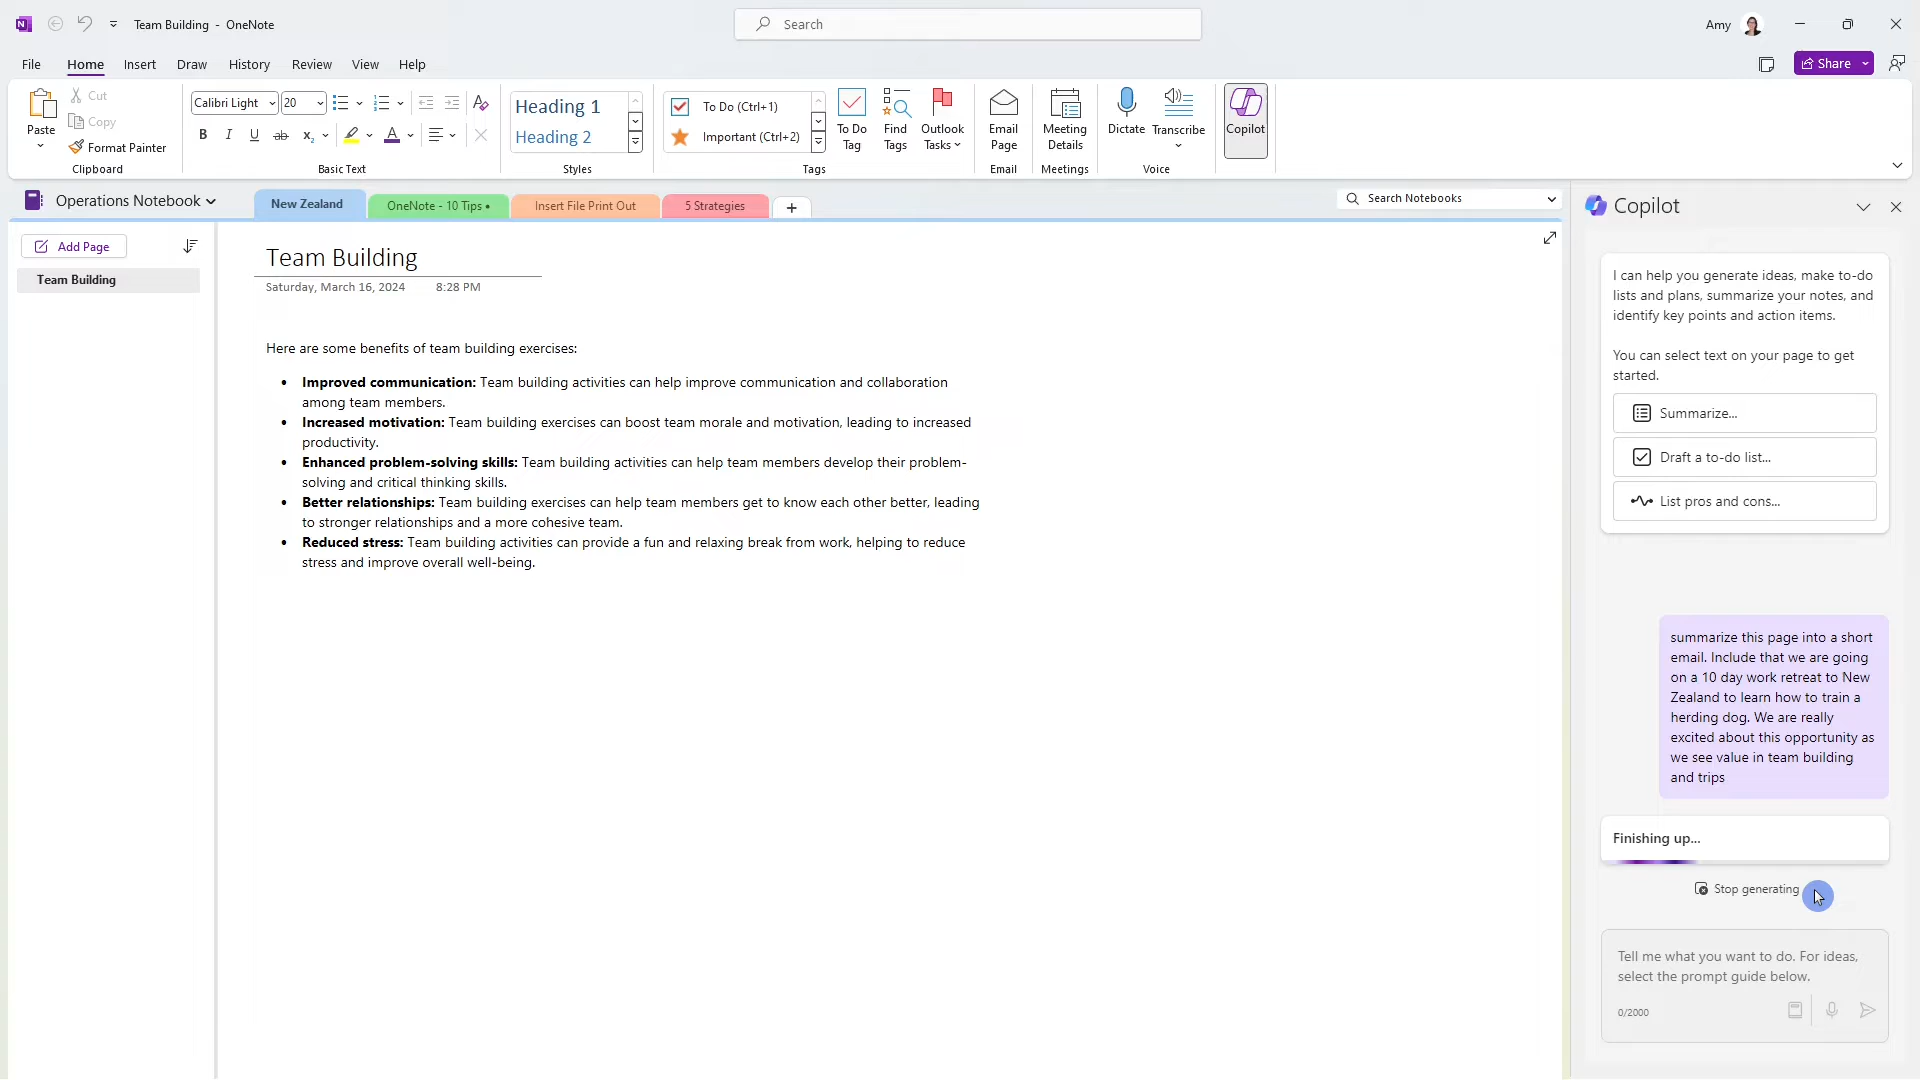 Team Building - OneNote
Search
Amy
File Home Insert Draw History Review View Help
Share
Paste
Cut
Copy
Format Painter
Clipboard
Calibri Light 20
B I U ab x₂ A
Basic Text
Heading 1
Heading 2
Styles
To Do (Ctrl+1)
Important (Ctrl+2)
To Do
Tag
Find
Tags
Outlook
Tasks
Tags
Email
Page
Email
Meeting
Details
Meetings
Dictate
Transcribe
Voice
Copilot
Operations Notebook
New Zealand
OneNote - 10 Tips •
Insert File Print Out
5 Strategies
+
Search Notebooks
Add Page
Team Building
Team Building
Saturday, March 16, 2024 8:28 PM
Here are some benefits of team building exercises:
• Improved communication: Team building activities can help improve communication and collaboration
among team members.
• Increased motivation: Team building exercises can boost team morale and motivation, leading to increased
productivity.
• Enhanced problem-solving skills: Team building activities can help team members develop their problem-
solving and critical thinking skills.
• Better relationships: Team building exercises can help team members get to know each other better, leading
to stronger relationships and a more cohesive team.
• Reduced stress: Team building activities can provide a fun and relaxing break from work, helping to reduce
stress and improve overall well-being.
Copilot
I can help you generate ideas, make to-do
lists and plans, summarize your notes, and
identify key points and action items.
You can select text on your page to get
started.
Summarize...
Draft a to-do list...
List pros and cons...
summarize this page into a short
email. Include that we are going
on a 10 day work retreat to New
Zealand to learn how to train a
herding dog. We are really
excited about this opportunity as
we see value in team building
and trips
Finishing up...
Stop generating
Tell me what you want to do. For ideas,
select the prompt guide below.
0/2000